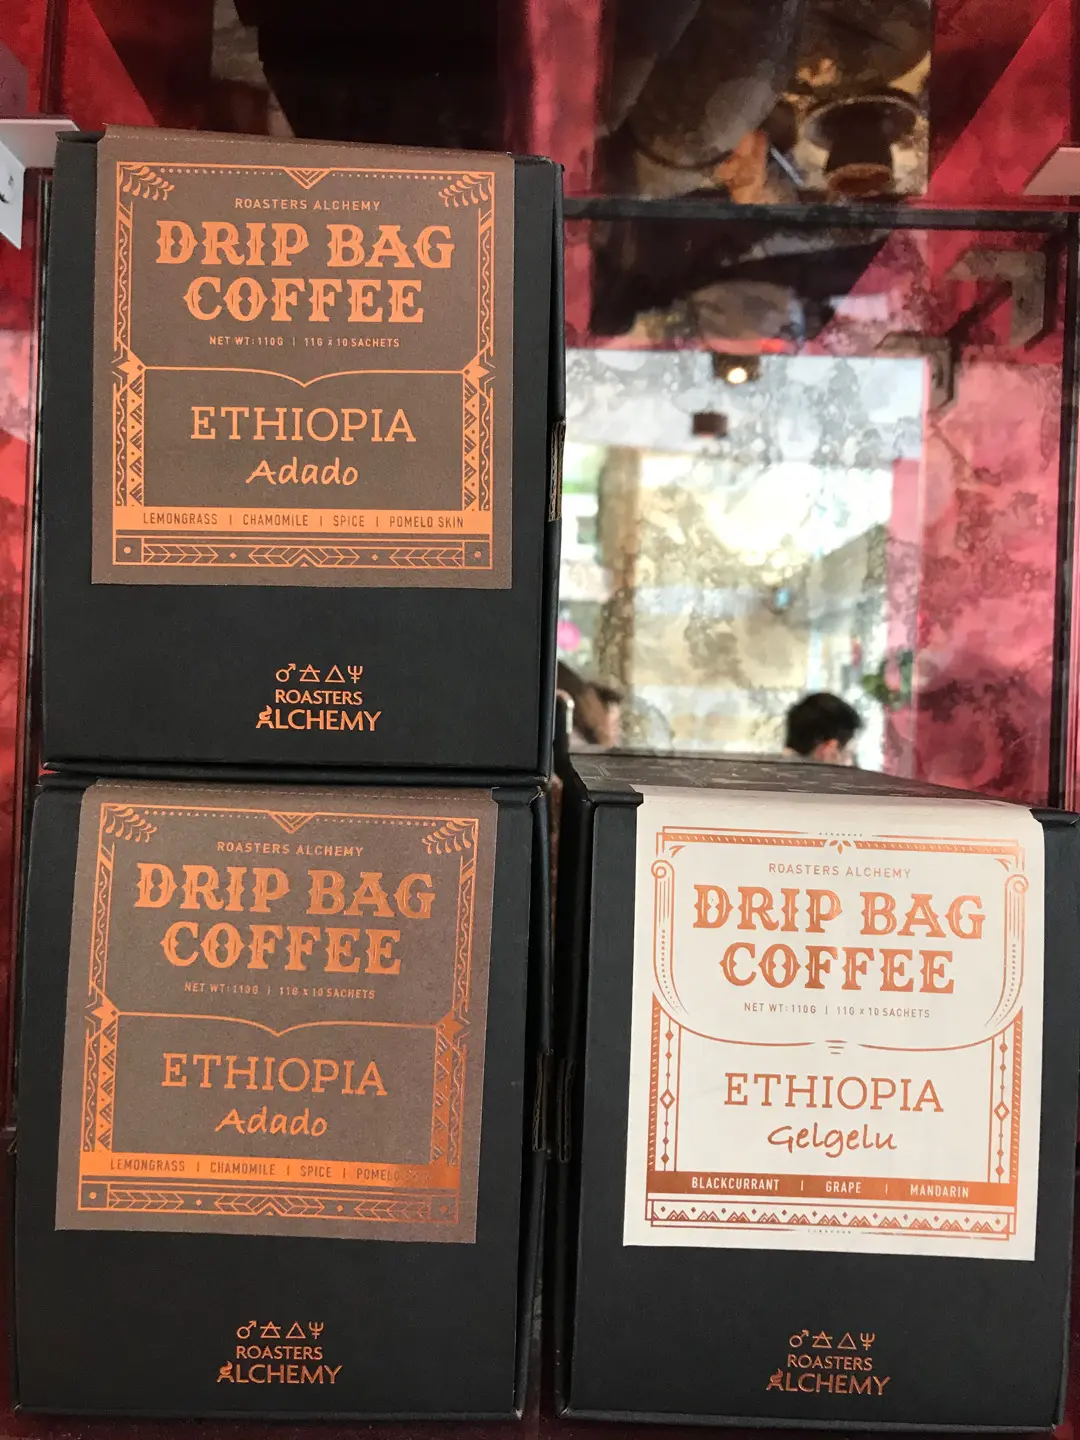 ROASTERS ALCHEMY
DRIP BAG
COFFEE
NET WT: 110G | 11G x 10 SACHETS
ETHIOPIA
Adado
LEMONGRASS | CHAMOMILE | SPICE | POMELO SKIN
ROASTERS
ALCHEMY
ROASTERS ALCHEMY
DRIP BAG
COFFEE
NET WT: 110G | 11G x 10 SACHETS
ETHIOPIA
Adado
LEMONGRASS | CHAMOMILE | SPICE | POMELO
ROASTERS
ALCHEMY
ROASTERS ALCHEMY
DRIP BAG
COFFEE
NET WT: 110G | 11G x 10 SACHETS
ETHIOPIA
Gelgelu
BLACKCURRANT | GRAPE | MANDARIN
ROASTERS
ALCHEMY